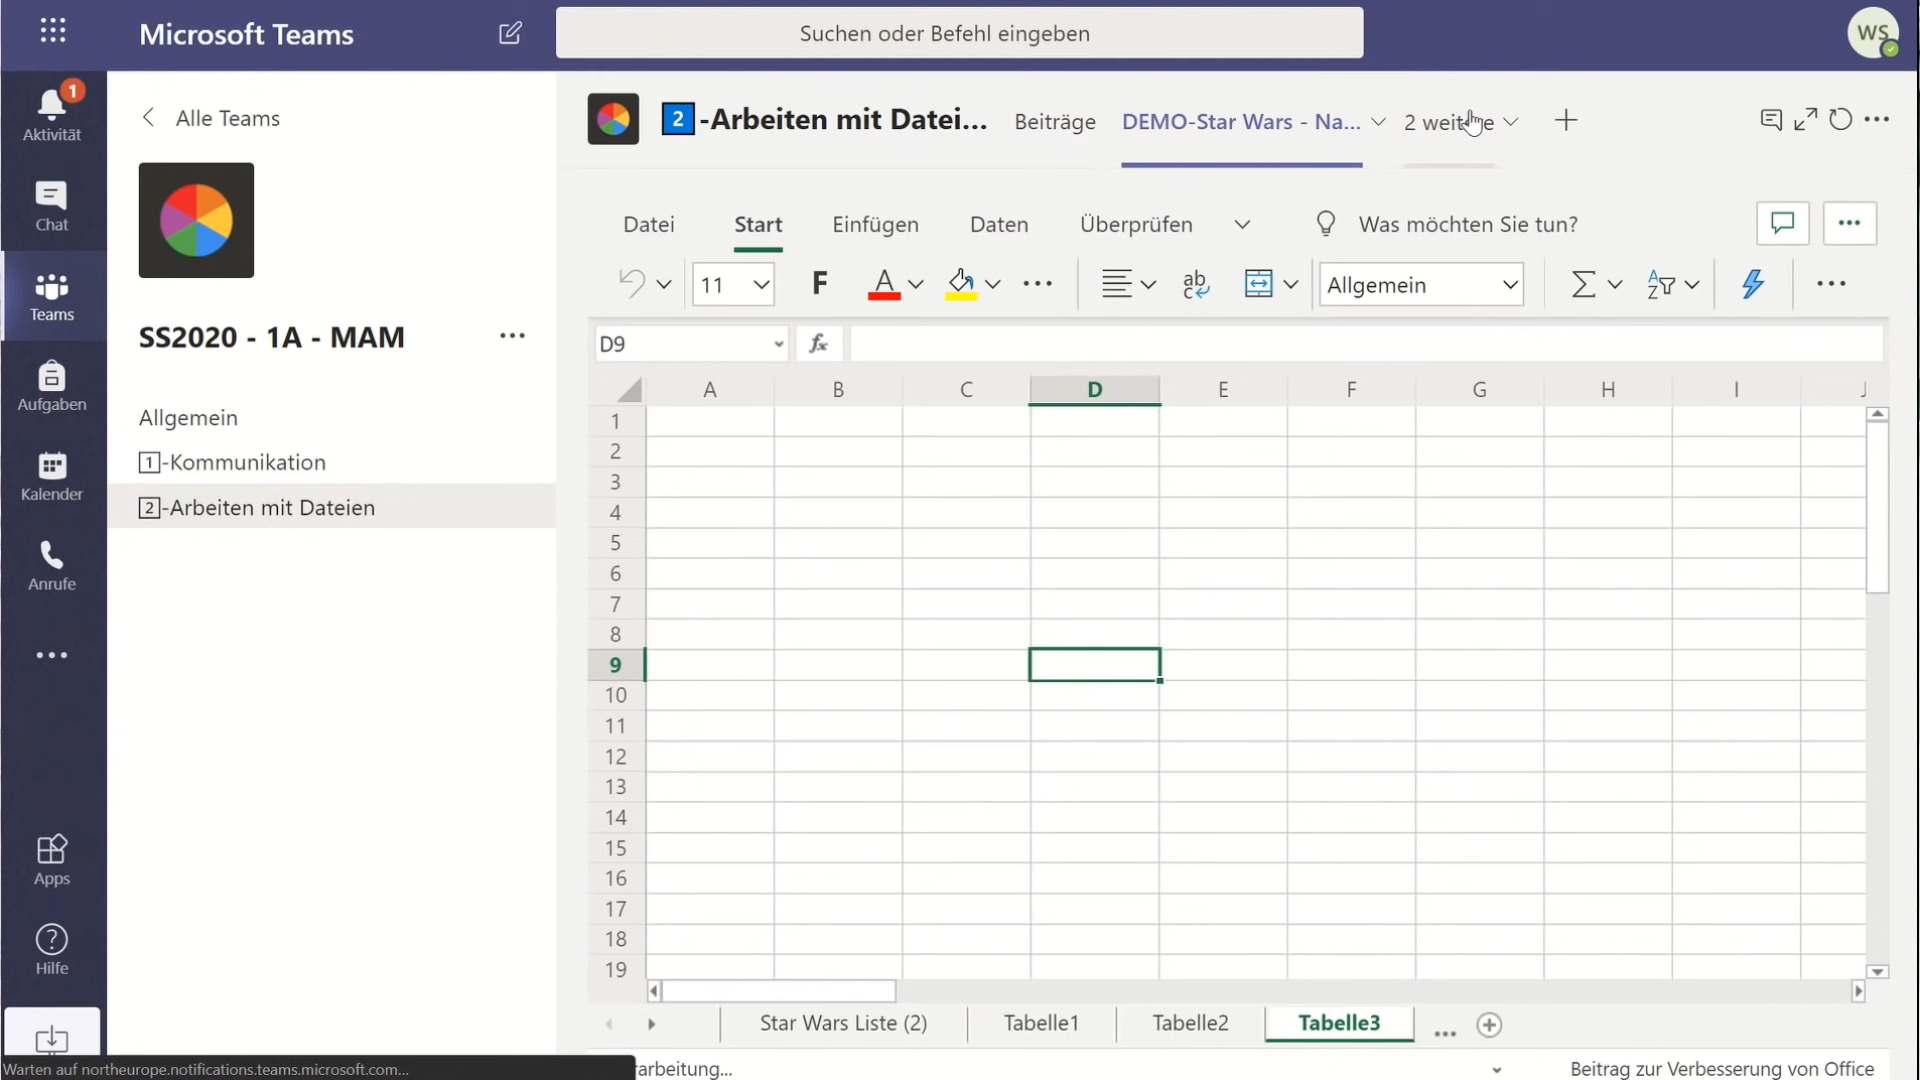 Microsoft Teams
Suchen oder Befehl eingeben
WS
1
Aktivität
Chat
Teams
Aufgaben
Kalender
Anrufe
Apps
Hilfe
Alle Teams
SS2020 - 1A - MAM
Allgemein
1-Kommunikation
2-Arbeiten mit Dateien
2-Arbeiten mit Datei... Beiträge DEMO-Star Wars - Na... 2 weitere
Datei Start Einfügen Daten Überprüfen Was möchten Sie tun?
11 F A ab c Allgemein Σ A Z
D9 fx
A B C D E F G H I J
1
2
3
4
5
6
7
8
9
10
11
12
13
14
15
16
17
18
19
Star Wars Liste (2) Tabelle1 Tabelle2 Tabelle3 ...
Warten auf northeurope.notifications.teams.microsoft.com...
arbeitung... Beitrag zur Verbesserung von Office